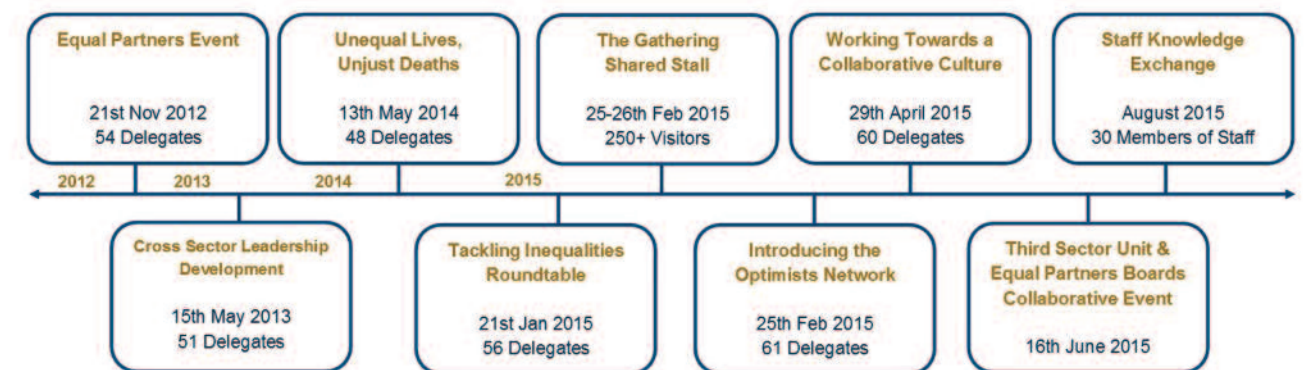 Equal Partners Event
21st Nov 2012
54 Delegates
Unequal Lives,
Unjust Deaths
13th May 2014
48 Delegates
The Gathering
Shared Stall
25-26th Feb 2015
250+ Visitors
Working Towards a
Collaborative Culture
29th April 2015
60 Delegates
Staff Knowledge
Exchange
August 2015
30 Members of Staff
2012
2013
2014
2015
Cross Sector Leadership
Development
15th May 2013
51 Delegates
Tackling Inequalities
Roundtable
21st Jan 2015
56 Delegates
Introducing the
Optimists Network
25th Feb 2015
61 Delegates
Third Sector Unit &
Equal Partners Boards
Collaborative Event
16th June 2015